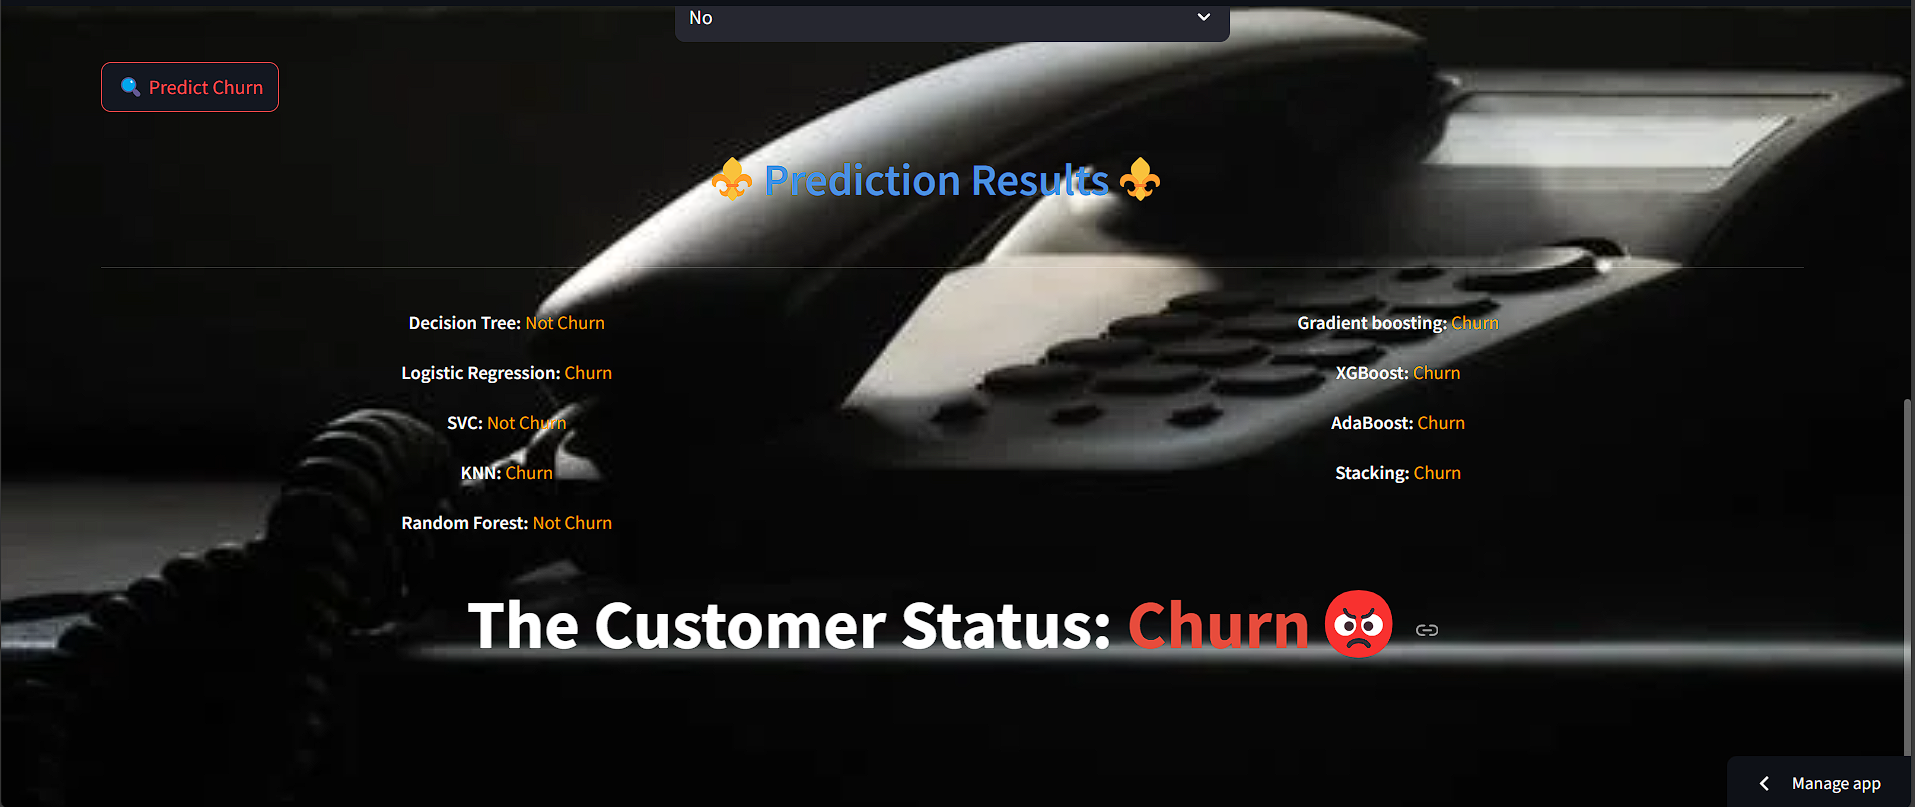 No
🔍 Predict Churn
⚜️ Prediction Results ⚜️
Decision Tree: Not Churn
Logistic Regression: Churn
SVC: Not Churn
KNN: Churn
Random Forest: Not Churn
Gradient boosting: Churn
XGBoost: Churn
AdaBoost: Churn
Stacking: Churn
The Customer Status: Churn 😡
Manage app